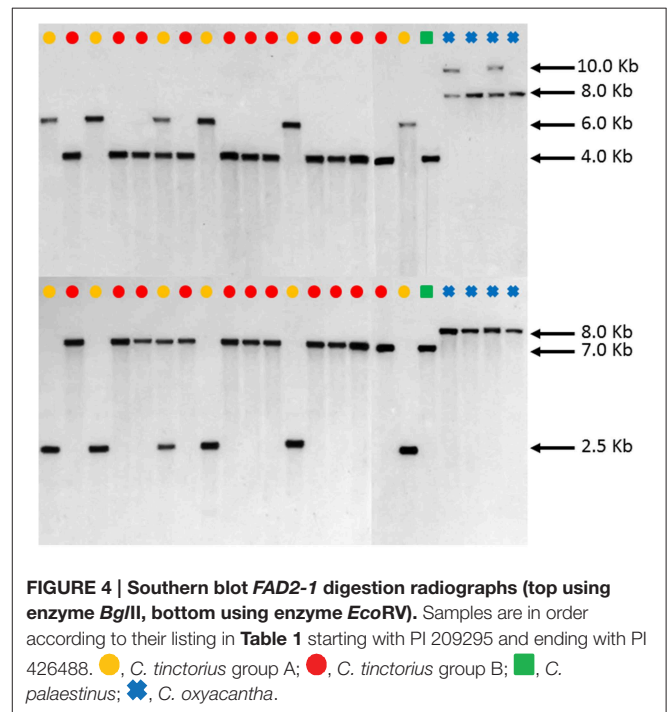 10.0 Kb
8.0 Kb
6.0 Kb
4.0 Kb
8.0 Kb
7.0 Kb
2.5 Kb
FIGURE 4 | Southern blot FAD2-1 digestion radiographs (top using
enzyme BglII, bottom using enzyme EcoRV). Samples are in order
according to their listing in Table 1 starting with PI 209295 and ending with PI
426488. , C. tinctorius group A; , C. tinctorius group B; , C.
palaestinus; , C. oxyacantha.